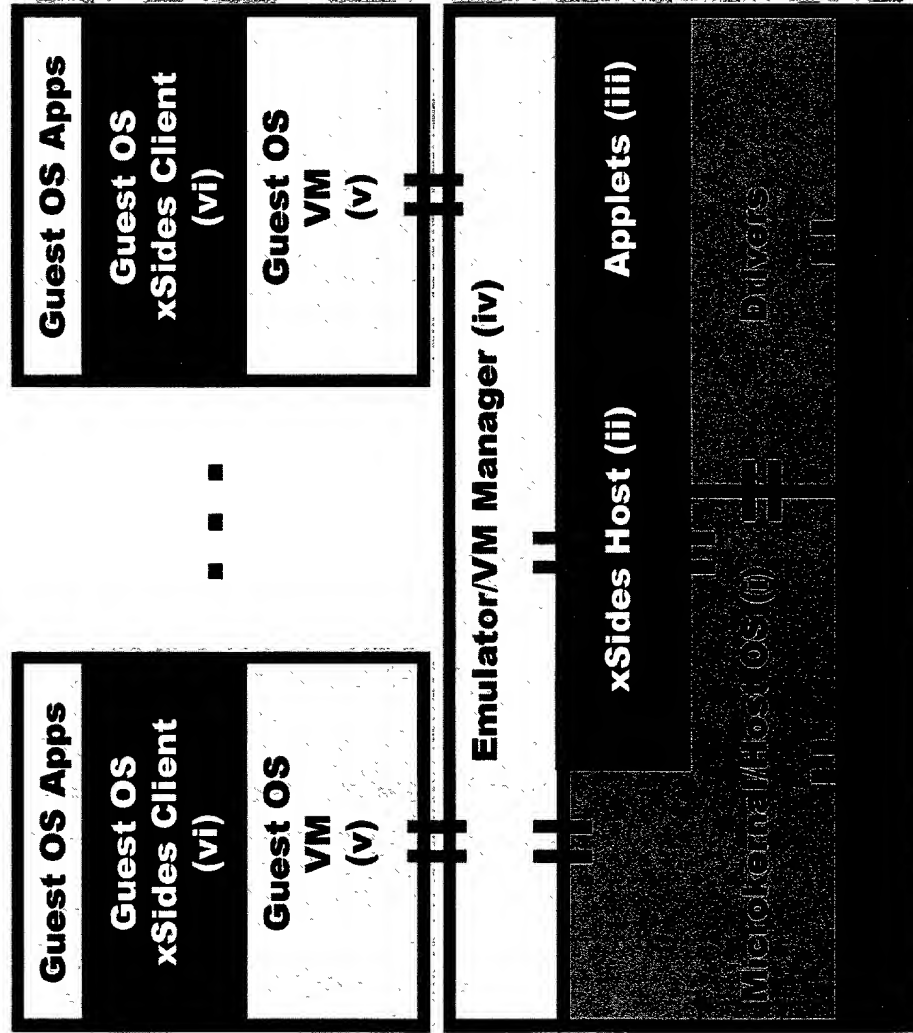 Guest OS Apps
Guest OS
xSides Client
(vi)
Guest OS
VM
(v)
Guest OS Apps
Guest OS
xSides Client
(vi)
Guest OS
VM
(v)
Emulator/VM Manager (iv)
xSides Host (ii)
Applets (iii)
Microkernal/Host OS (i)
Drivers